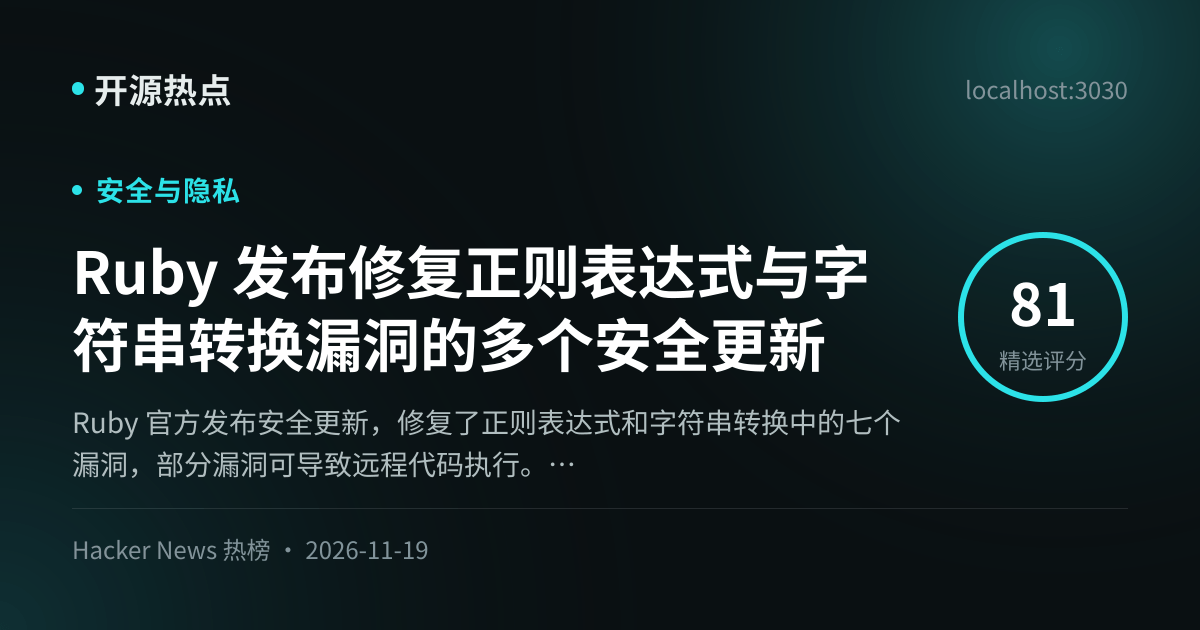 开源热点
localhost:3030
安全与隐私
Ruby 发布修复正则表达式与字
符串转换漏洞的多个安全更新
81
精选评分
Ruby 官方发布安全更新，修复了正则表达式和字符串转换中的七个
漏洞，部分漏洞可导致远程代码执行。…
Hacker News 热榜 · 2026-11-19